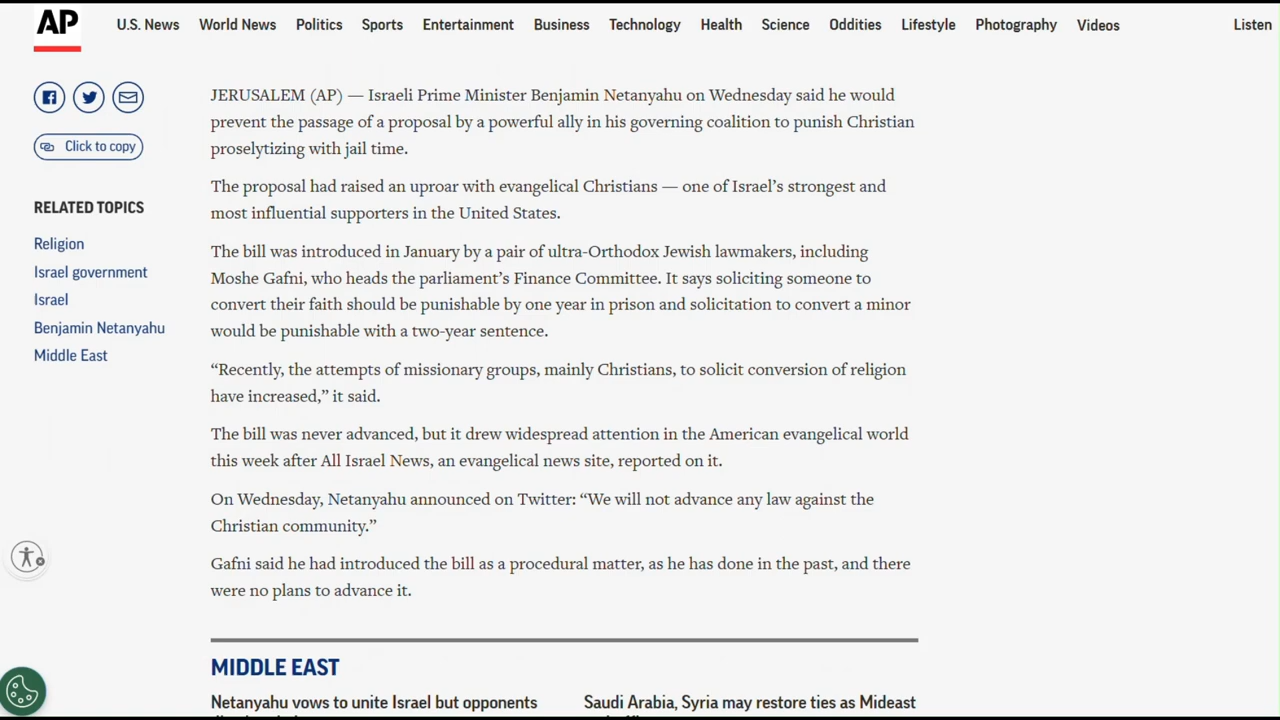 AP U.S. News World News Politics Sports Entertainment Business Technology Health Science Oddities Lifestyle Photography Videos Listen
Click to copy
RELATED TOPICS
Religion
Israel government
Israel
Benjamin Netanyahu
Middle East
JERUSALEM (AP) — Israeli Prime Minister Benjamin Netanyahu on Wednesday said he would
prevent the passage of a proposal by a powerful ally in his governing coalition to punish Christian
proselytizing with jail time.
The proposal had raised an uproar with evangelical Christians — one of Israel’s strongest and
most influential supporters in the United States.
The bill was introduced in January by a pair of ultra-Orthodox Jewish lawmakers, including
Moshe Gafni, who heads the parliament’s Finance Committee. It says soliciting someone to
convert their faith should be punishable by one year in prison and solicitation to convert a minor
would be punishable with a two-year sentence.
“Recently, the attempts of missionary groups, mainly Christians, to solicit conversion of religion
have increased,” it said.
The bill was never advanced, but it drew widespread attention in the American evangelical world
this week after All Israel News, an evangelical news site, reported on it.
On Wednesday, Netanyahu announced on Twitter: “We will not advance any law against the
Christian community.”
Gafni said he had introduced the bill as a procedural matter, as he has done in the past, and there
were no plans to advance it.
MIDDLE EAST
Netanyahu vows to unite Israel but opponents
Saudi Arabia, Syria may restore ties as Mideast